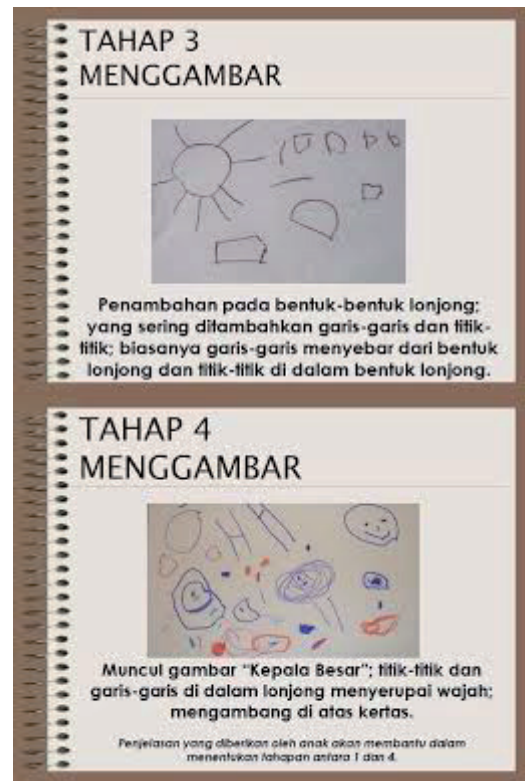 TAHAP 3
MENGGAMBAR
Penambahan pada bentuk-bentuk lonjong;
yang sering ditambahkan garis-garis dan titik-
titik; biasanya garis-garis menyebar dari bentuk
lonjong dan titik-titik di dalam bentuk lonjong.
TAHAP 4
MENGGAMBAR
Muncul gambar "Kepala Besar"; titik-titik dan
garis-garis di dalam lonjong menyerupai wajah;
mengambang di atas kertas.
Penjelasan yang diberikan oleh anak akan membantu dalam
menentukan tahapan antara 1 dan 4.